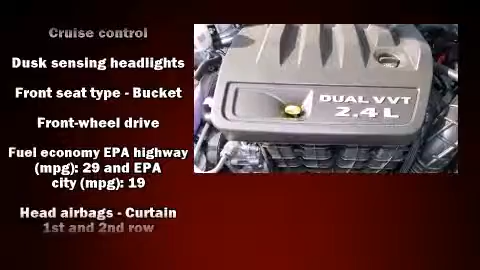 Cruise control
Dusk sensing headlights
Front seat type - Bucket
Front-wheel drive
Fuel economy EPA highway
(mpg): 29 and EPA
city (mpg): 19
Head airbags - Curtain
1st and 2nd row
DUAL VVT
2.4 L